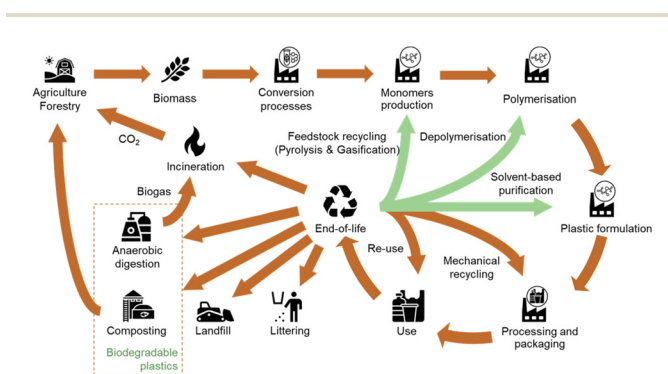 Agriculture
Forestry
Biomass
Conversion
processes
Monomers
production
Polymerisation
CO2
Incineration
Feedstock recycling
(Pyrolysis & Gasification)
Depolymerisation
Solvent-based
purification
Biogas
Anaerobic
digestion
End-of-life
Plastic formulation
Re-use
Mechanical
recycling
Composting
Landfill
Littering
Use
Processing and
packaging
Biodegradable
plastics